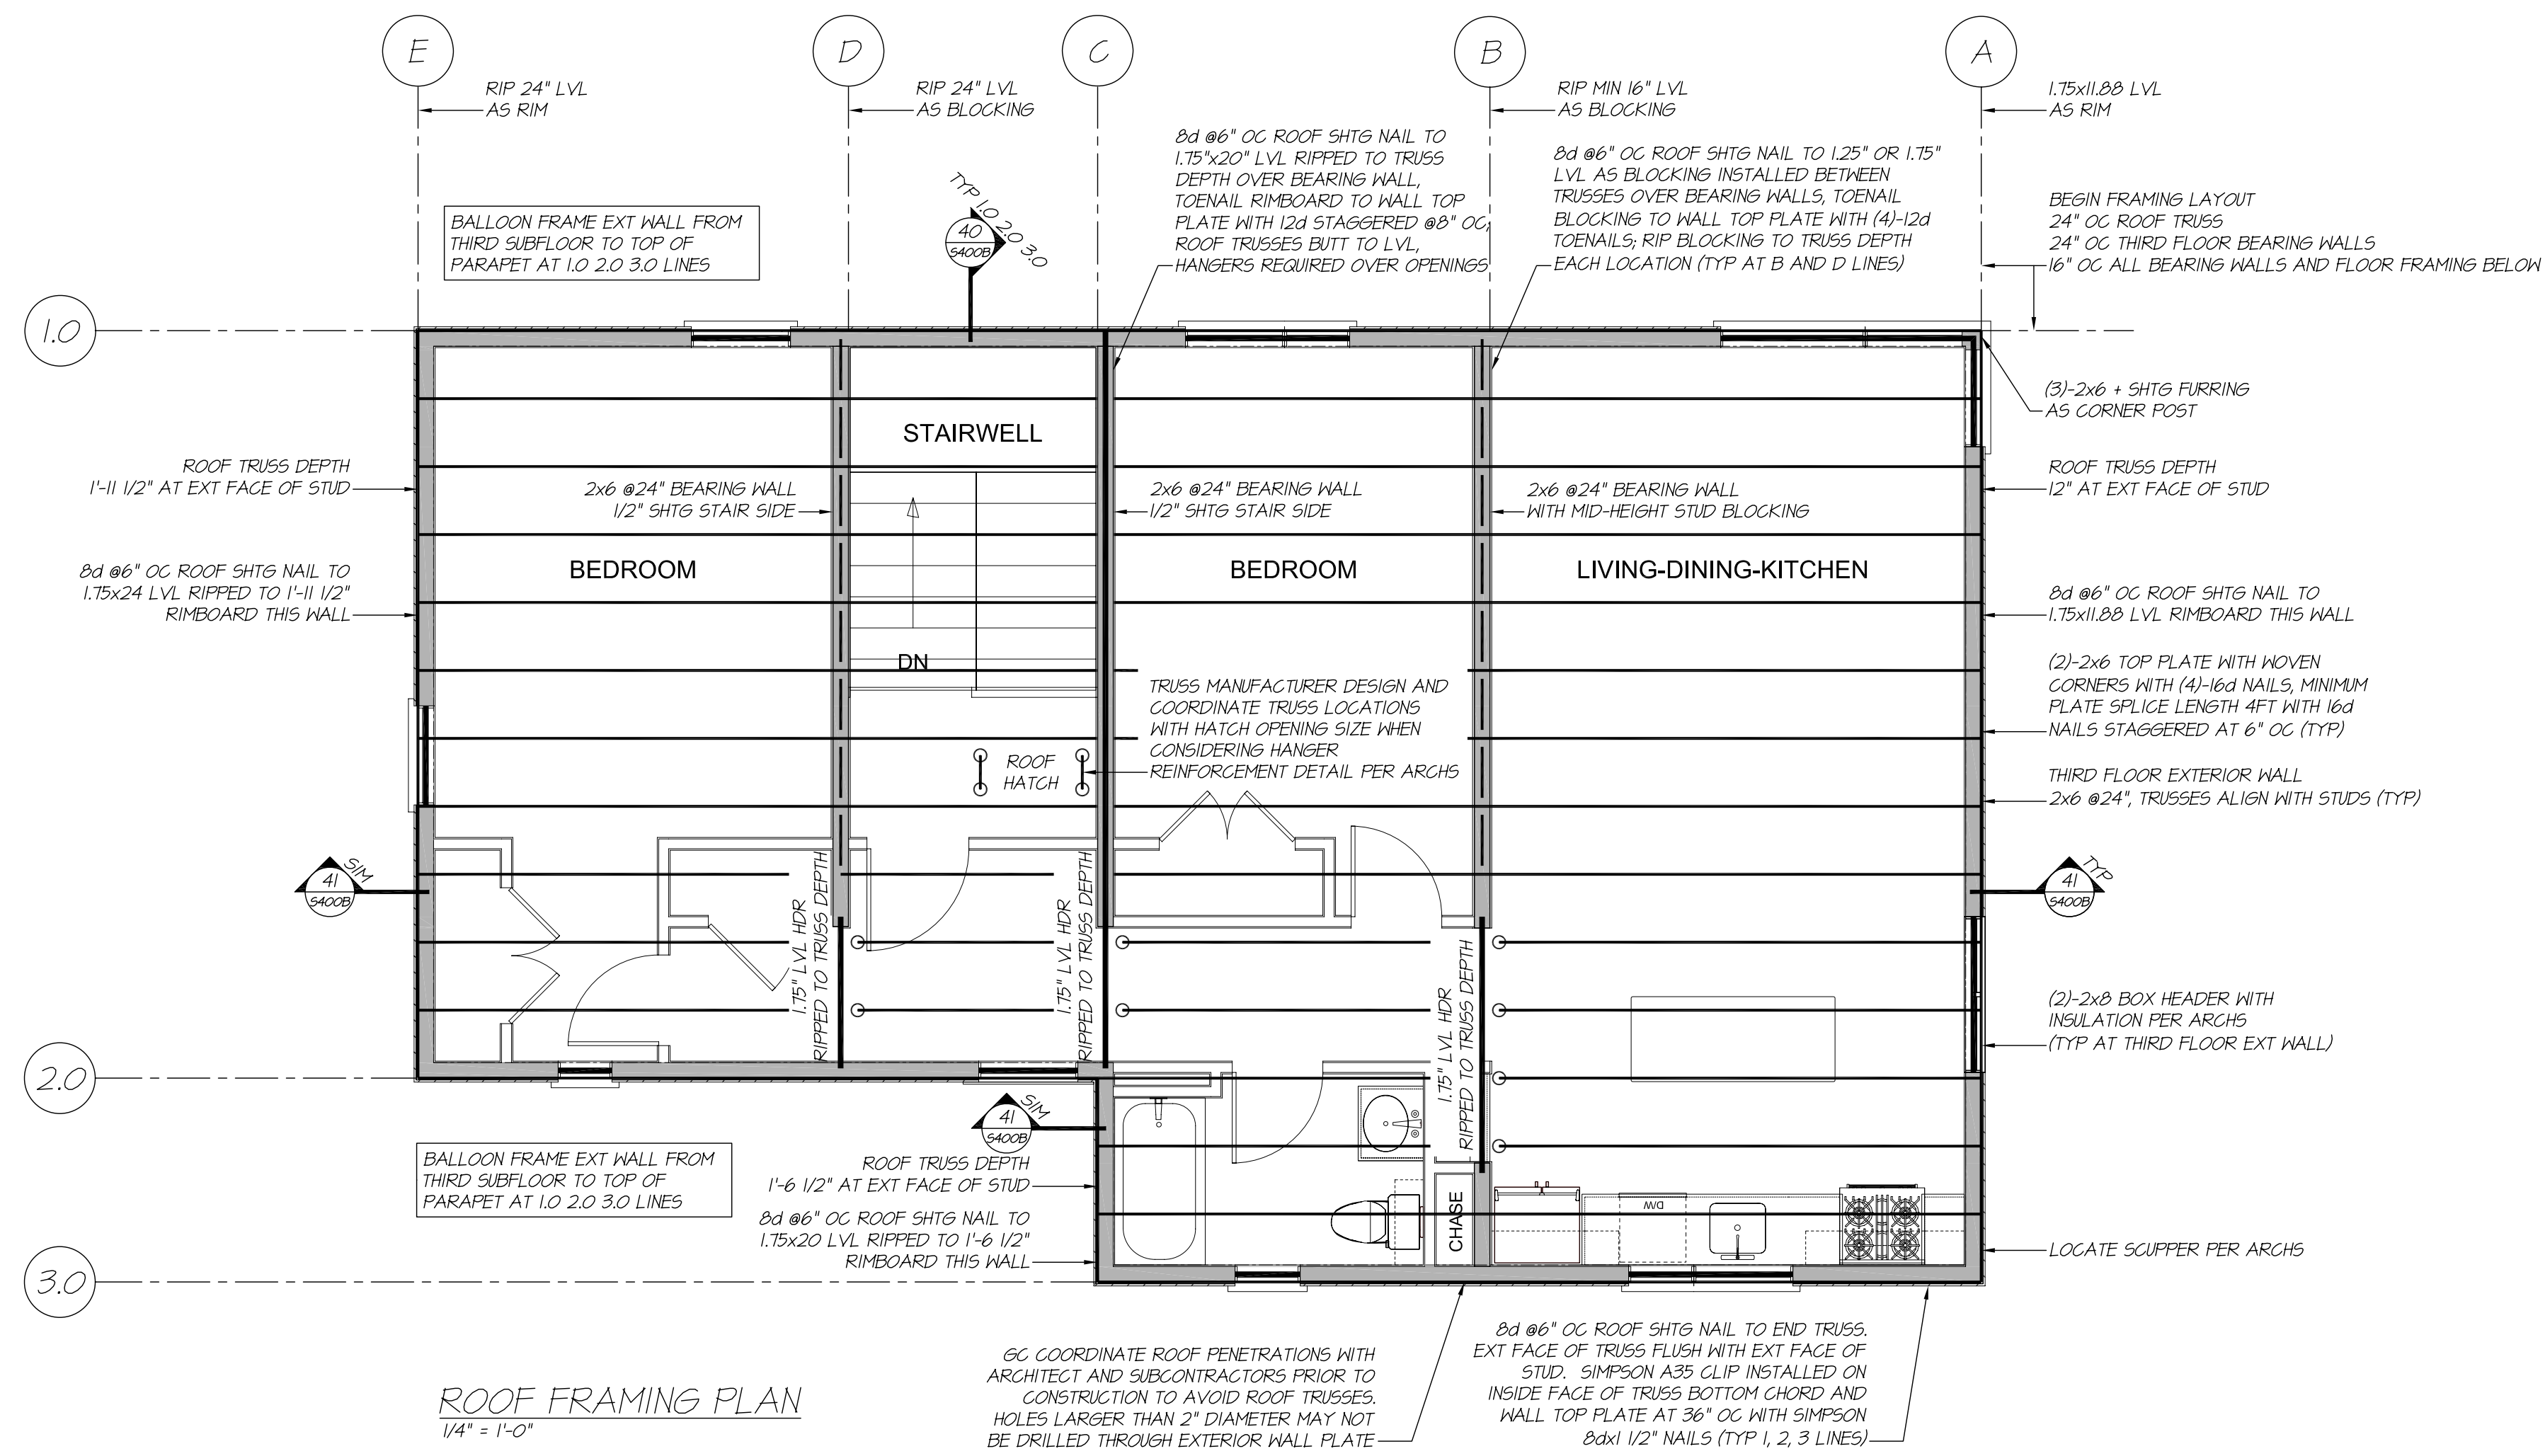 E
D
C
B
A
RIP 24" LVL
AS RIM
RIP 24" LVL
AS BLOCKING
RIP MIN 16" LVL
AS BLOCKING
1.75x11.88 LVL
AS RIM
BALLOON FRAME EXT WALL FROM
THIRD SUBFLOOR TO TOP OF
PARAPET AT 1.0 2.0 3.0 LINES
TYP 1.0 2.0 3.0
40
S400B
8d @6" OC ROOF SHTG NAIL TO
1.75"x20" LVL RIPPED TO TRUSS
DEPTH OVER BEARING WALL,
TOENAIL RIMBOARD TO WALL TOP
PLATE WITH 12d STAGGERED @8" OC,
ROOF TRUSSES BUTT TO LVL,
HANGERS REQUIRED OVER OPENINGS
8d @6" OC ROOF SHTG NAIL TO 1.25" OR 1.75"
LVL AS BLOCKING INSTALLED BETWEEN
TRUSSES OVER BEARING WALLS, TOENAIL
BLOCKING TO WALL TOP PLATE WITH (4)-12d
TOENAILS; RIP BLOCKING TO TRUSS DEPTH
EACH LOCATION (TYP AT B AND D LINES)
BEGIN FRAMING LAYOUT
24" OC ROOF TRUSS
24" OC THIRD FLOOR BEARING WALLS
16" OC ALL BEARING WALLS AND FLOOR FRAMING BELOW
1.0
(3)-2x6 + SHTG FURRING
AS CORNER POST
STAIRWELL
ROOF TRUSS DEPTH
1'-11 1/2" AT EXT FACE OF STUD
2x6 @24" BEARING WALL
1/2" SHTG STAIR SIDE
2x6 @24" BEARING WALL
1/2" SHTG STAIR SIDE
2x6 @24" BEARING WALL
WITH MID-HEIGHT STUD BLOCKING
ROOF TRUSS DEPTH
12" AT EXT FACE OF STUD
BEDROOM
BEDROOM
LIVING-DINING-KITCHEN
8d @6" OC ROOF SHTG NAIL TO
1.75x24 LVL RIPPED TO 1'-11 1/2"
RIMBOARD THIS WALL
8d @6" OC ROOF SHTG NAIL TO
1.75x11.88 LVL RIMBOARD THIS WALL
DN
TRUSS MANUFACTURER DESIGN AND
COORDINATE TRUSS LOCATIONS
WITH HATCH OPENING SIZE WHEN
CONSIDERING HANGER
REINFORCEMENT DETAIL PER ARCHS
ROOF
HATCH
(2)-2x6 TOP PLATE WITH WOVEN
CORNERS WITH (4)-16d NAILS, MINIMUM
PLATE SPLICE LENGTH 4FT WITH 16d
NAILS STAGGERED AT 6" OC (TYP)
THIRD FLOOR EXTERIOR WALL
2x6 @24", TRUSSES ALIGN WITH STUDS (TYP)
SIM
41
S400B
1.75" LVL HDR
RIPPED TO TRUSS DEPTH
1.75" LVL HDR
RIPPED TO TRUSS DEPTH
1.75" LVL HDR
RIPPED TO TRUSS DEPTH
TYP
41
S400B
(2)-2x8 BOX HEADER WITH
INSULATION PER ARCHS
(TYP AT THIRD FLOOR EXT WALL)
2.0
SIM
41
S400B
BALLOON FRAME EXT WALL FROM
THIRD SUBFLOOR TO TOP OF
PARAPET AT 1.0 2.0 3.0 LINES
ROOF TRUSS DEPTH
1'-6 1/2" AT EXT FACE OF STUD
8d @6" OC ROOF SHTG NAIL TO
1.75x20 LVL RIPPED TO 1'-6 1/2"
RIMBOARD THIS WALL
CHASE
DW
LOCATE SCUPPER PER ARCHS
3.0
GC COORDINATE ROOF PENETRATIONS WITH
ARCHITECT AND SUBCONTRACTORS PRIOR TO
CONSTRUCTION TO AVOID ROOF TRUSSES.
HOLES LARGER THAN 2" DIAMETER MAY NOT
BE DRILLED THROUGH EXTERIOR WALL PLATE
8d @6" OC ROOF SHTG NAIL TO END TRUSS.
EXT FACE OF TRUSS FLUSH WITH EXT FACE OF
STUD. SIMPSON A35 CLIP INSTALLED ON
INSIDE FACE OF TRUSS BOTTOM CHORD AND
WALL TOP PLATE AT 36" OC WITH SIMPSON
8dx1 1/2" NAILS (TYP 1, 2, 3 LINES)
ROOF FRAMING PLAN
1/4" = 1'-0"